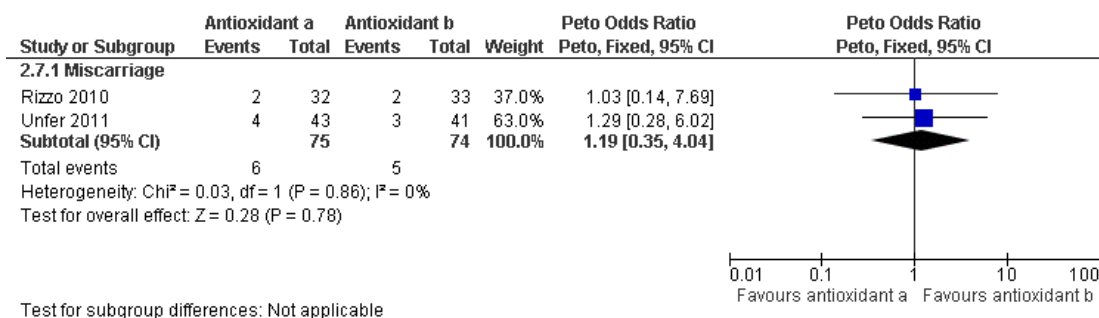 Antioxidant a Antioxidant b Peto Odds Ratio Peto Odds Ratio
Study or Subgroup Events Total Events Total Weight Peto, Fixed, 95% CI Peto, Fixed, 95% CI
2.7.1 Miscarriage
Rizzo 2010 2 32 2 33 37.0% 1.03 [0.14, 7.69]
Unfer 2011 4 43 3 41 63.0% 1.29 [0.28, 6.02]
Subtotal (95% CI) 75 74 100.0% 1.19 [0.35, 4.04]
Total events 6 5
Heterogeneity: Chi² = 0.03, df = 1 (P = 0.86); I² = 0%
Test for overall effect: Z = 0.28 (P = 0.78)
0.01 0.1 1 10 100
Favours antioxidant a Favours antioxidant b
Test for subgroup differences: Not applicable